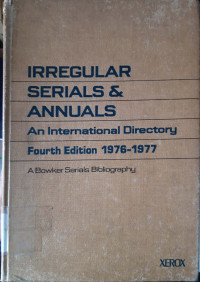 IRREGULAR
SERIALS &
ANNUALS
An International Directory
Fourth Edition 1976-1977
A Bowker Serials Bibliography
XEROX